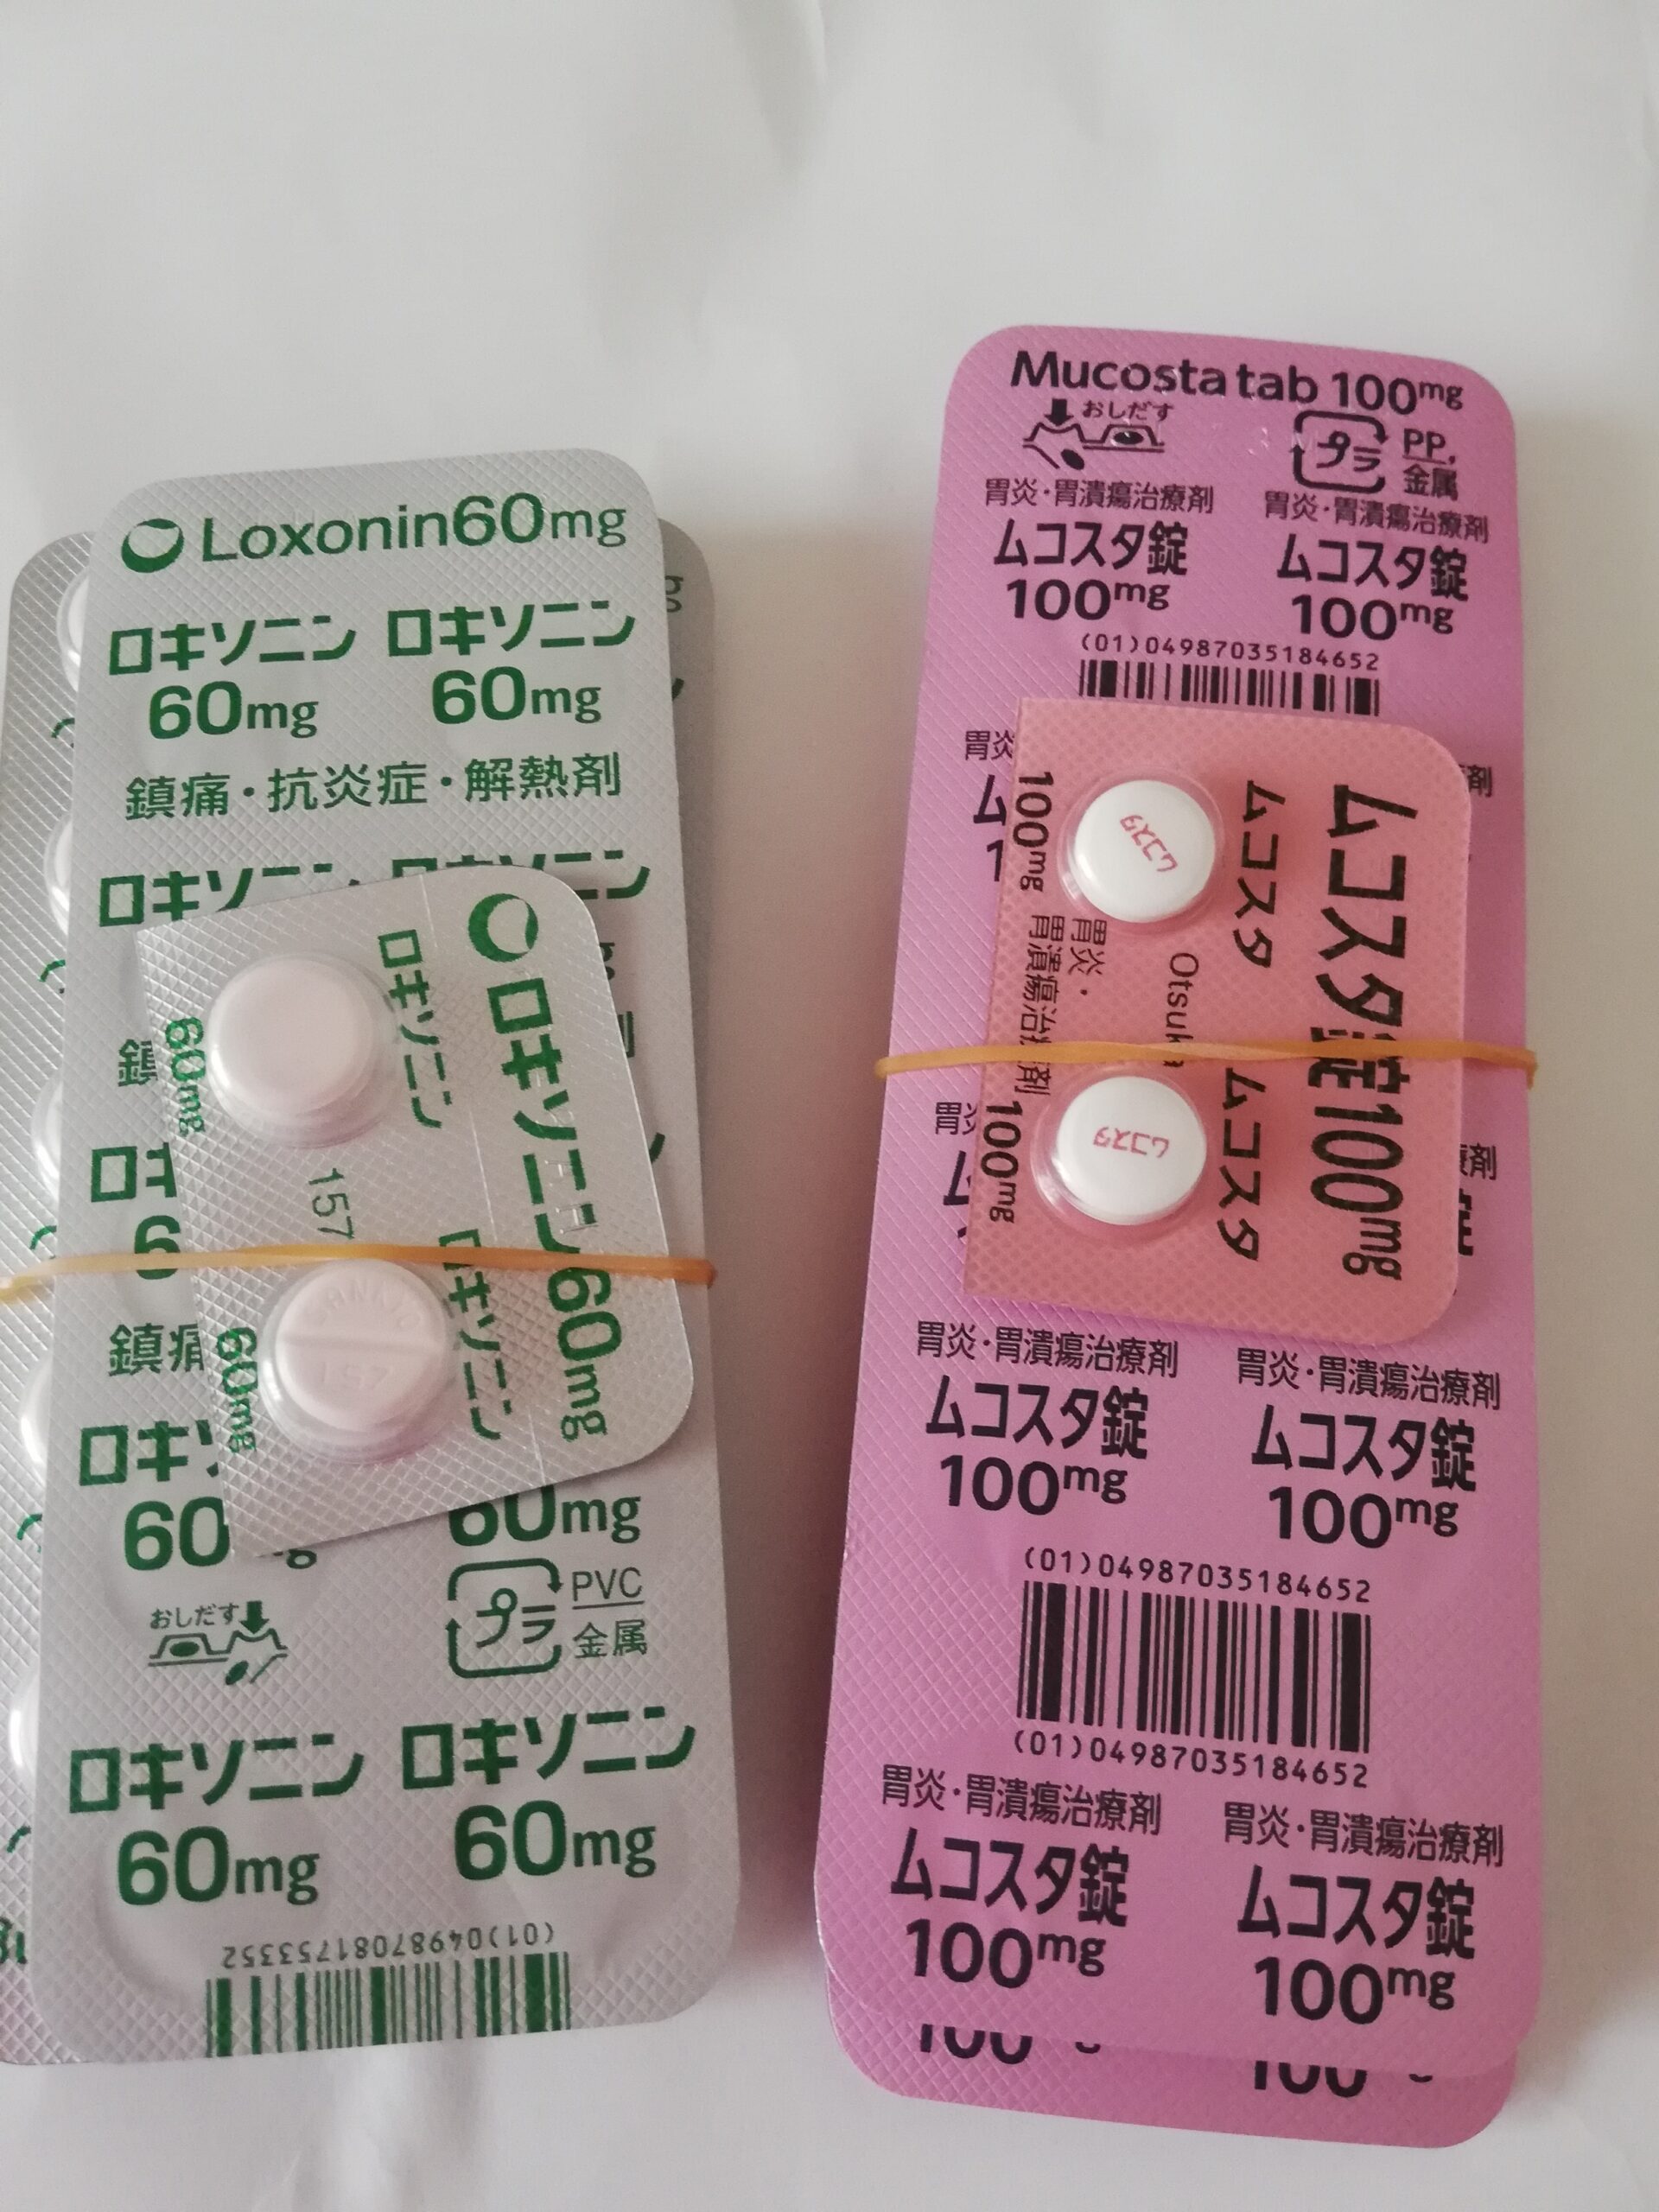 Loxonin60mg
ロキソニン ロキソニン
60mg 60mg
鎮痛・抗炎症・解熱剤
ロキソニン60mg
ロキソニン
60mg
157
ロキソニン
60mg
157
60mg
おしだす
プラ PVC
金属
ロキソニン ロキソニン
60mg 60mg
(01)04987081753352
Mucosta tab 100mg
おしだす
プラ PP,
金属
胃炎・胃潰瘍治療剤 胃炎・胃潰瘍治療剤
ムコスタ錠 ムコスタ錠
100mg 100mg
(01)04987035184652
ムコスタ錠100mg
ムコスタ ムコスタ
ムコスタ
ムコスタ
胃炎・
100mg 100mg
胃炎・胃潰瘍治療剤 胃炎・胃潰瘍治療剤
ムコスタ錠 ムコスタ錠
100mg 100mg
(01)04987035184652
(01)04987035184652
胃炎・胃潰瘍治療剤 胃炎・胃潰瘍治療剤
ムコスタ錠 ムコスタ錠
100mg 100mg
100 100